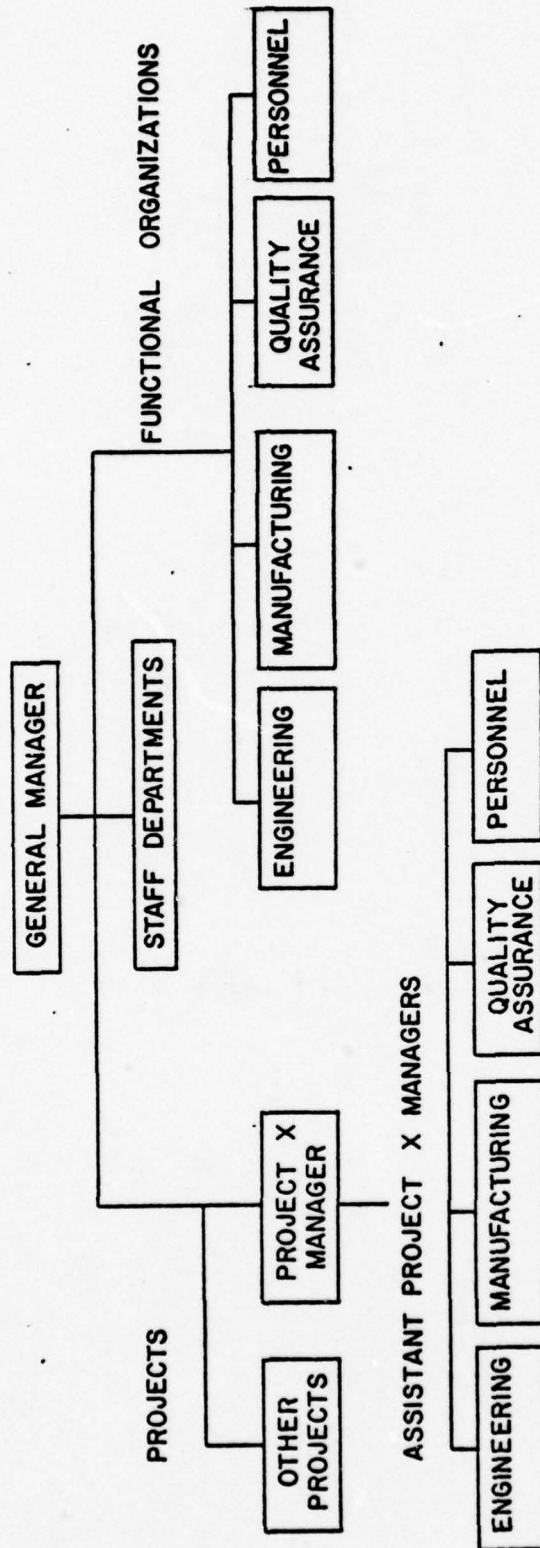 GENERAL MANAGER
STAFF DEPARTMENTS
PROJECTS
FUNCTIONAL ORGANIZATIONS
OTHER
PROJECTS
PROJECT X
MANAGER
ENGINEERING
MANUFACTURING
QUALITY
ASSURANCE
PERSONNEL
ASSISTANT PROJECT X MANAGERS
ENGINEERING
MANUFACTURING
QUALITY
ASSURANCE
PERSONNEL